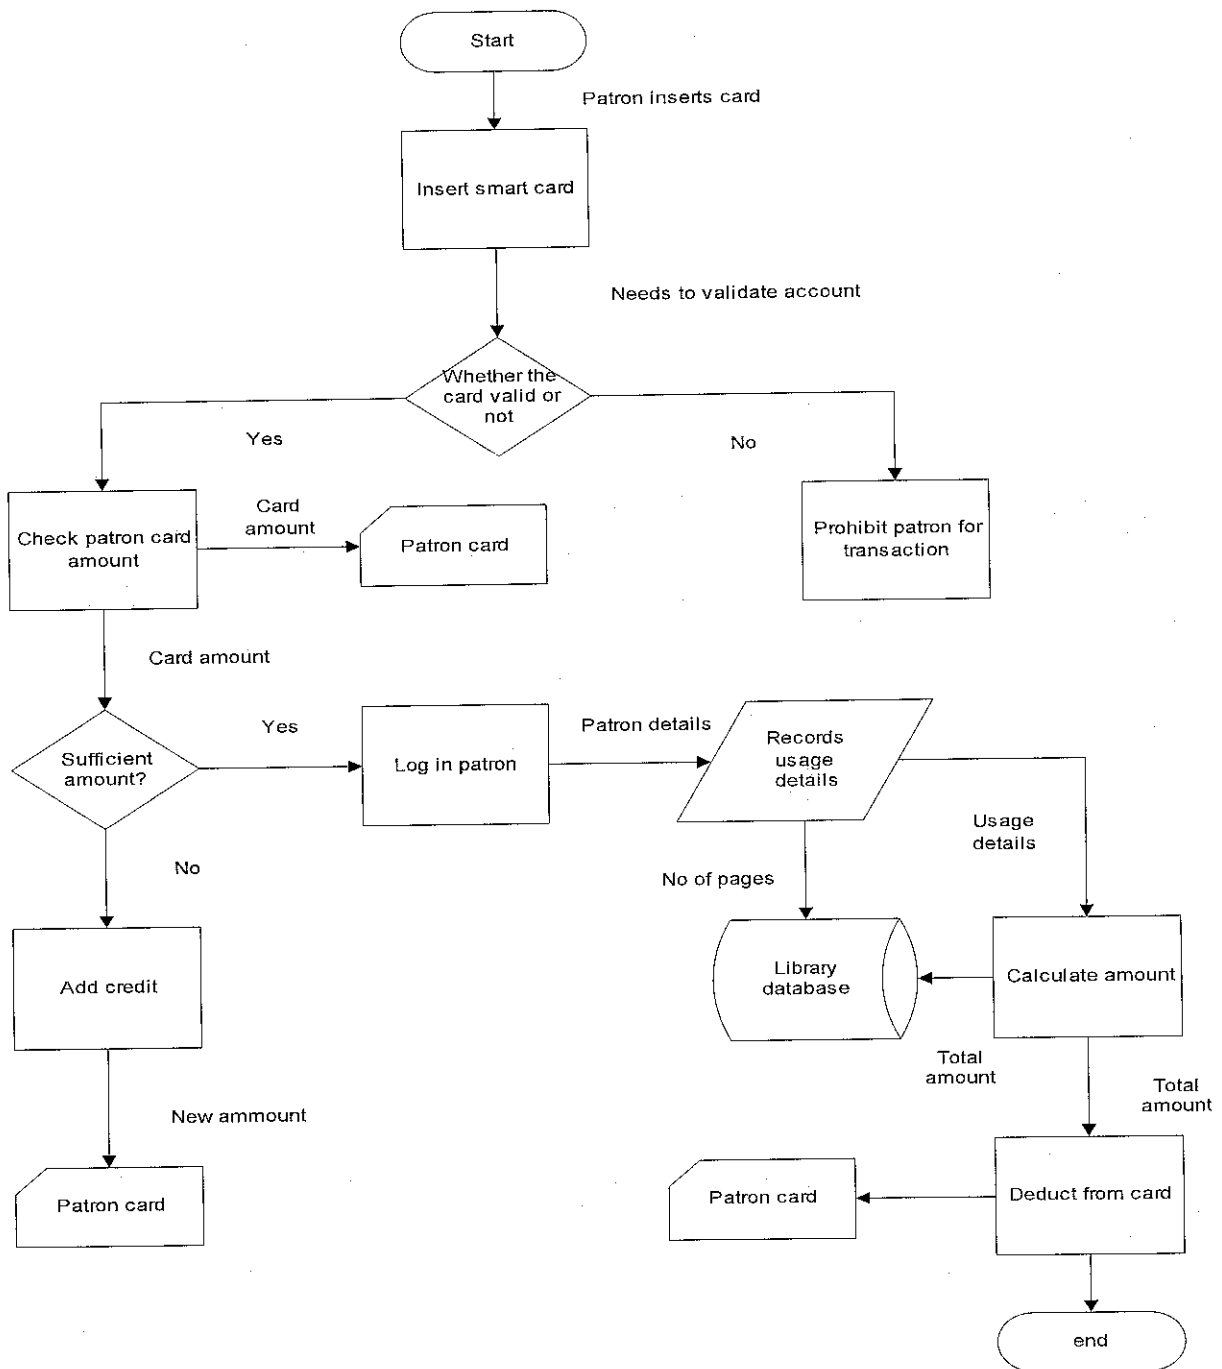 Start
Patron inserts card
Insert smart card
Needs to validate account
Whether the
card valid or
not
Yes
No
Check patron card
amount
Card
amount
Patron card
Prohibit patron for
transaction
Card amount
Sufficient
amount?
Yes
Log in patron
Patron details
Records
usage
details
Usage
details
No
No of pages
Add credit
Library
database
Calculate amount
Total
amount
Total
amount
New ammount
Patron card
Patron card
Deduct from card
end